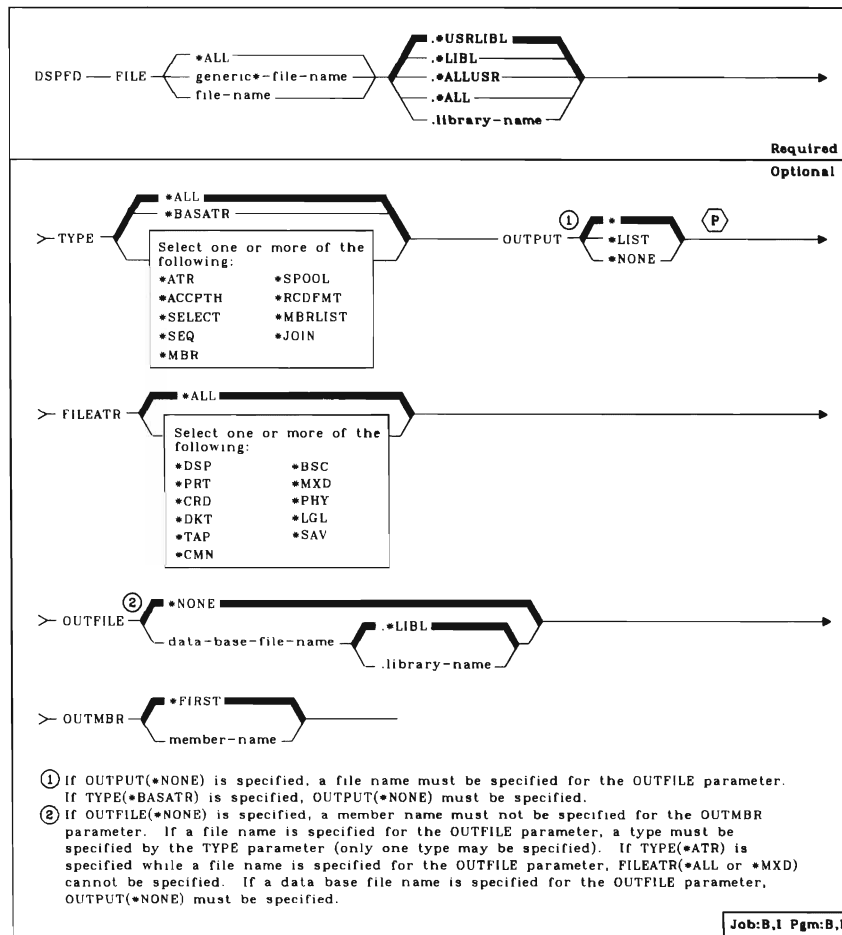 *USRLIBL
*ALL .*LIBL
DSPFD FILE generic*-file-name .*ALLUSR
file-name .*ALL
.library-name
Required
Optional
*ALL
*BASATR
TYPE OUTPUT ① * P
*LIST
*NONE
Select one or more of the
following:
*ATR *SPOOL
*ACCPTH *RCDFMT
*SELECT *MBRLIST
*SEQ *JOIN
*MBR
*ALL
FILEATR
Select one or more of the
following:
*DSP *BSC
*PRT *MXD
*CRD *PHY
*DKT *LGL
*TAP *SAV
*CMN
② *NONE
OUTFILE
data-base-file-name .*LIBL
.library-name
*FIRST
OUTMBR
member-name
① If OUTPUT(*NONE) is specified, a file name must be specified for the OUTFILE parameter.
If TYPE(*BASATR) is specified, OUTPUT(*NONE) must be specified.
② If OUTFILE(*NONE) is specified, a member name must not be specified for the OUTMBR
parameter. If a file name is specified for the OUTFILE parameter, a type must be
specified by the TYPE parameter (only one type may be specified). If TYPE(*ATR) is
specified while a file name is specified for the OUTFILE parameter, FILEATR(*ALL or *MXD)
cannot be specified. If a data base file name is specified for the OUTFILE parameter,
OUTPUT(*NONE) must be specified.
Job:B,I Pgm:B,